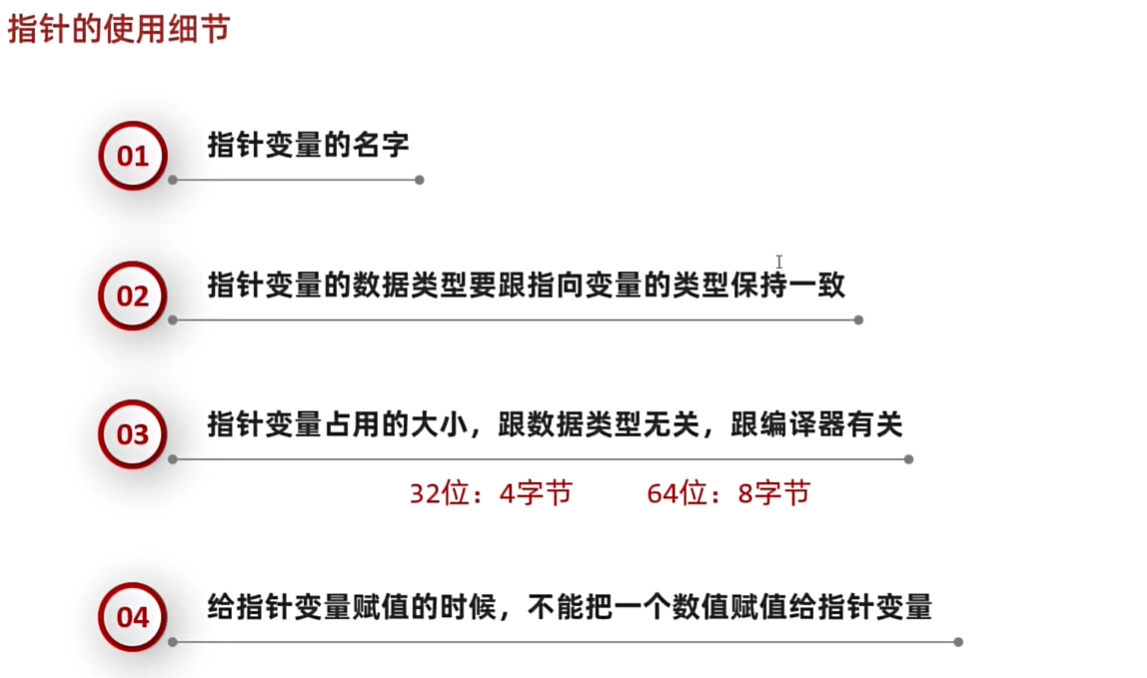 指针的使用细节
01 指针变量的名字
02 指针变量的数据类型要跟指向变量的类型保持一致
03 指针变量占用的大小，跟数据类型无关，跟编译器有关
32位：4字节 64位：8字节
04 给指针变量赋值的时候，不能把一个数值赋值给指针变量